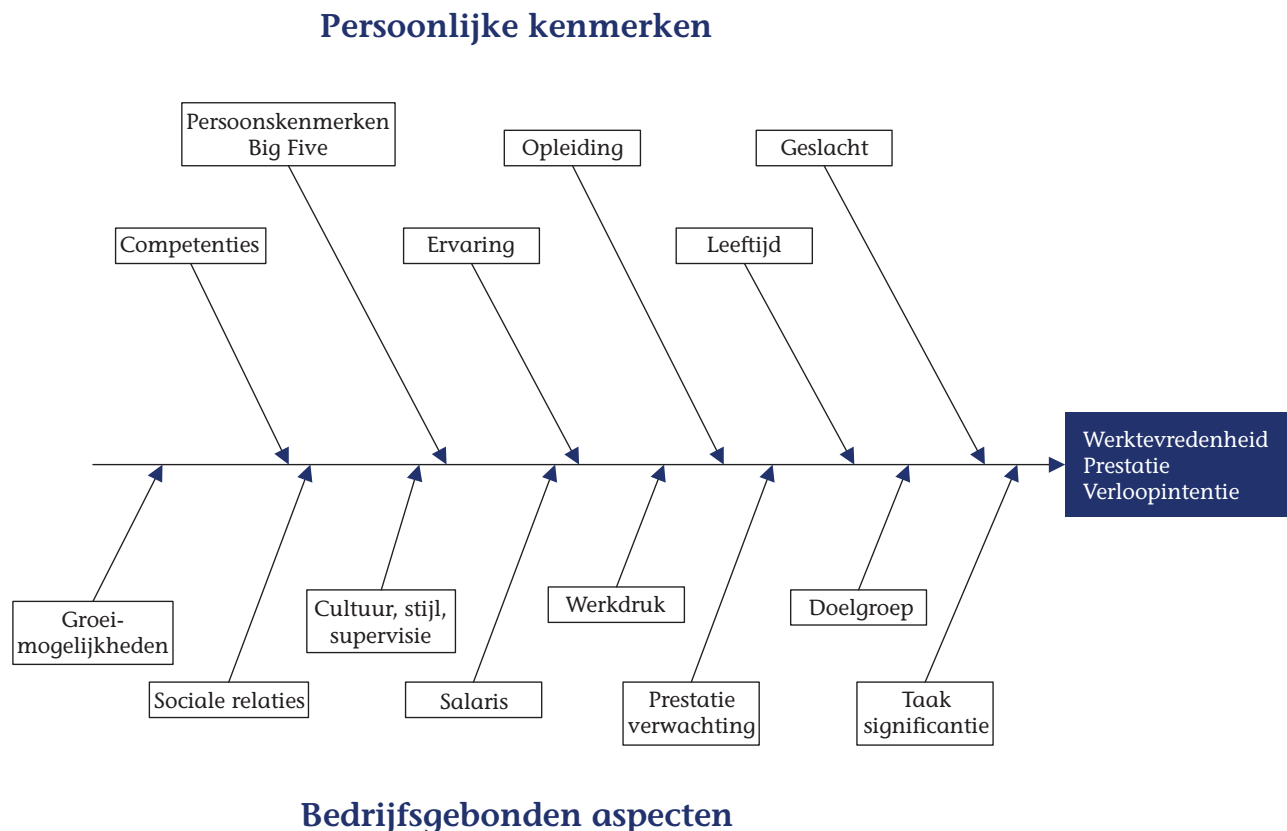 Persoonlijke kenmerken
Persoonskenmerken
Big Five
Opleiding
Geslacht
Competenties
Ervaring
Leeftijd
Werktevredenheid
Prestatie
Verloopintentie
Groei-
mogelijkheden
Cultuur, stijl,
supervisie
Werkdruk
Doelgroep
Sociale relaties
Salaris
Prestatie
verwachting
Taak
significantie
Bedrijfsgebonden aspecten